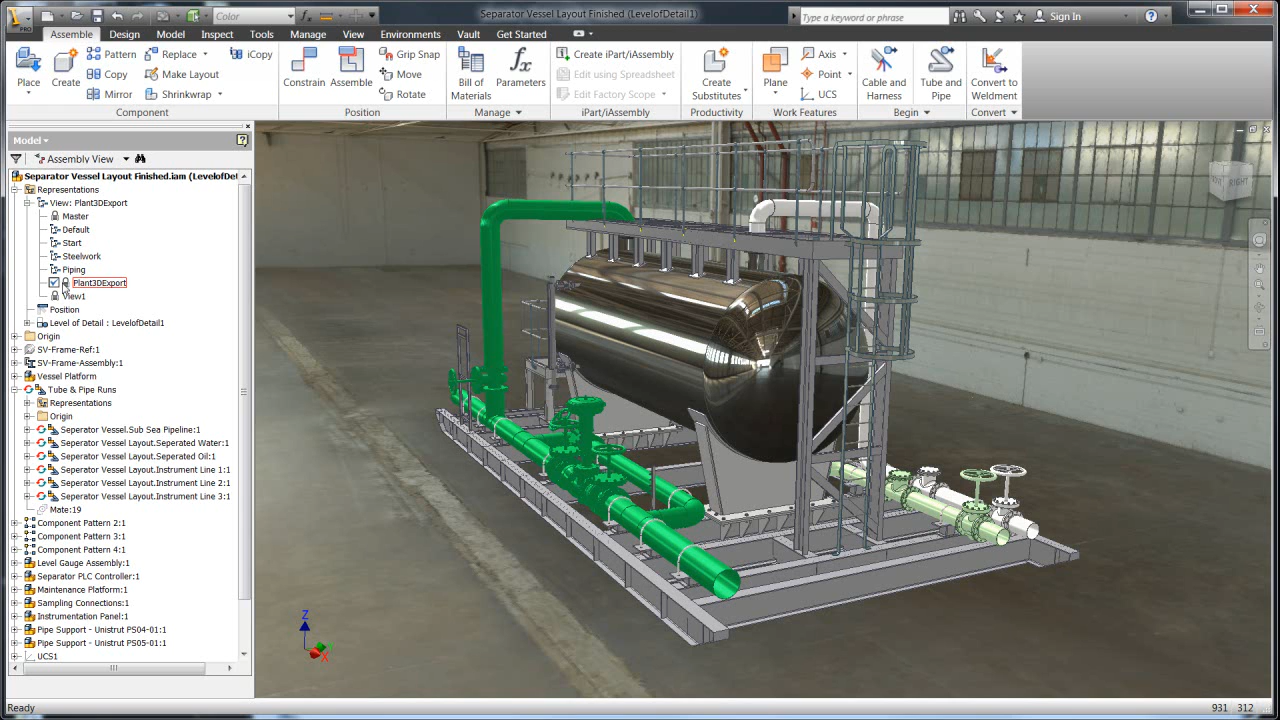 PRO
Color
Separator Vessel Layout Finished (LevelofDetail1)
Type a keyword or phrase
Sign In
Assemble Design Model Inspect Tools Manage View Environments Vault Get Started
Place
Create
Pattern
Copy
Mirror
Replace
Make Layout
Shrinkwrap
iCopy
Component
Constrain
Assemble
Grip Snap
Move
Rotate
Position
Bill of
Materials
Parameters
Manage
Create iPart/iAssembly
Edit using Spreadsheet
Edit Factory Scope
iPart/iAssembly
Create
Substitutes
Productivity
Plane
Axis
Point
UCS
Work Features
Cable and
Harness
Tube and
Pipe
Begin
Convert to
Weldment
Convert
Model
Assembly View
Separator Vessel Layout Finished.iam (LevelofDet
Representations
View: Plant3DExport
Master
Default
Start
Steelwork
Piping
Plant3DExport
View1
Position
Level of Detail : LevelofDetail1
Origin
SV-Frame-Ref:1
SV-Frame-Assembly:1
Vessel Platform
Tube & Pipe Runs
Representations
Origin
Seperator Vessel.Sub Sea Pipeline:1
Seperator Vessel Layout.Seperated Water:1
Seperator Vessel Layout.Seperated Oil:1
Seperator Vessel Layout.Instrument Line 1:1
Seperator Vessel Layout.Instrument Line 2:1
Seperator Vessel Layout.Instrument Line 3:1
Mate:19
Component Pattern 2:1
Component Pattern 3:1
Component Pattern 4:1
Level Gauge Assembly:1
Separator PLC Controller:1
Maintenance Platform:1
Sampling Connections:1
Instrumentation Panel:1
Pipe Support - Unistrut PS04-01:1
Pipe Support - Unistrut PS05-01:1
UCS1
RIGHT
Z
X
Ready
931 312